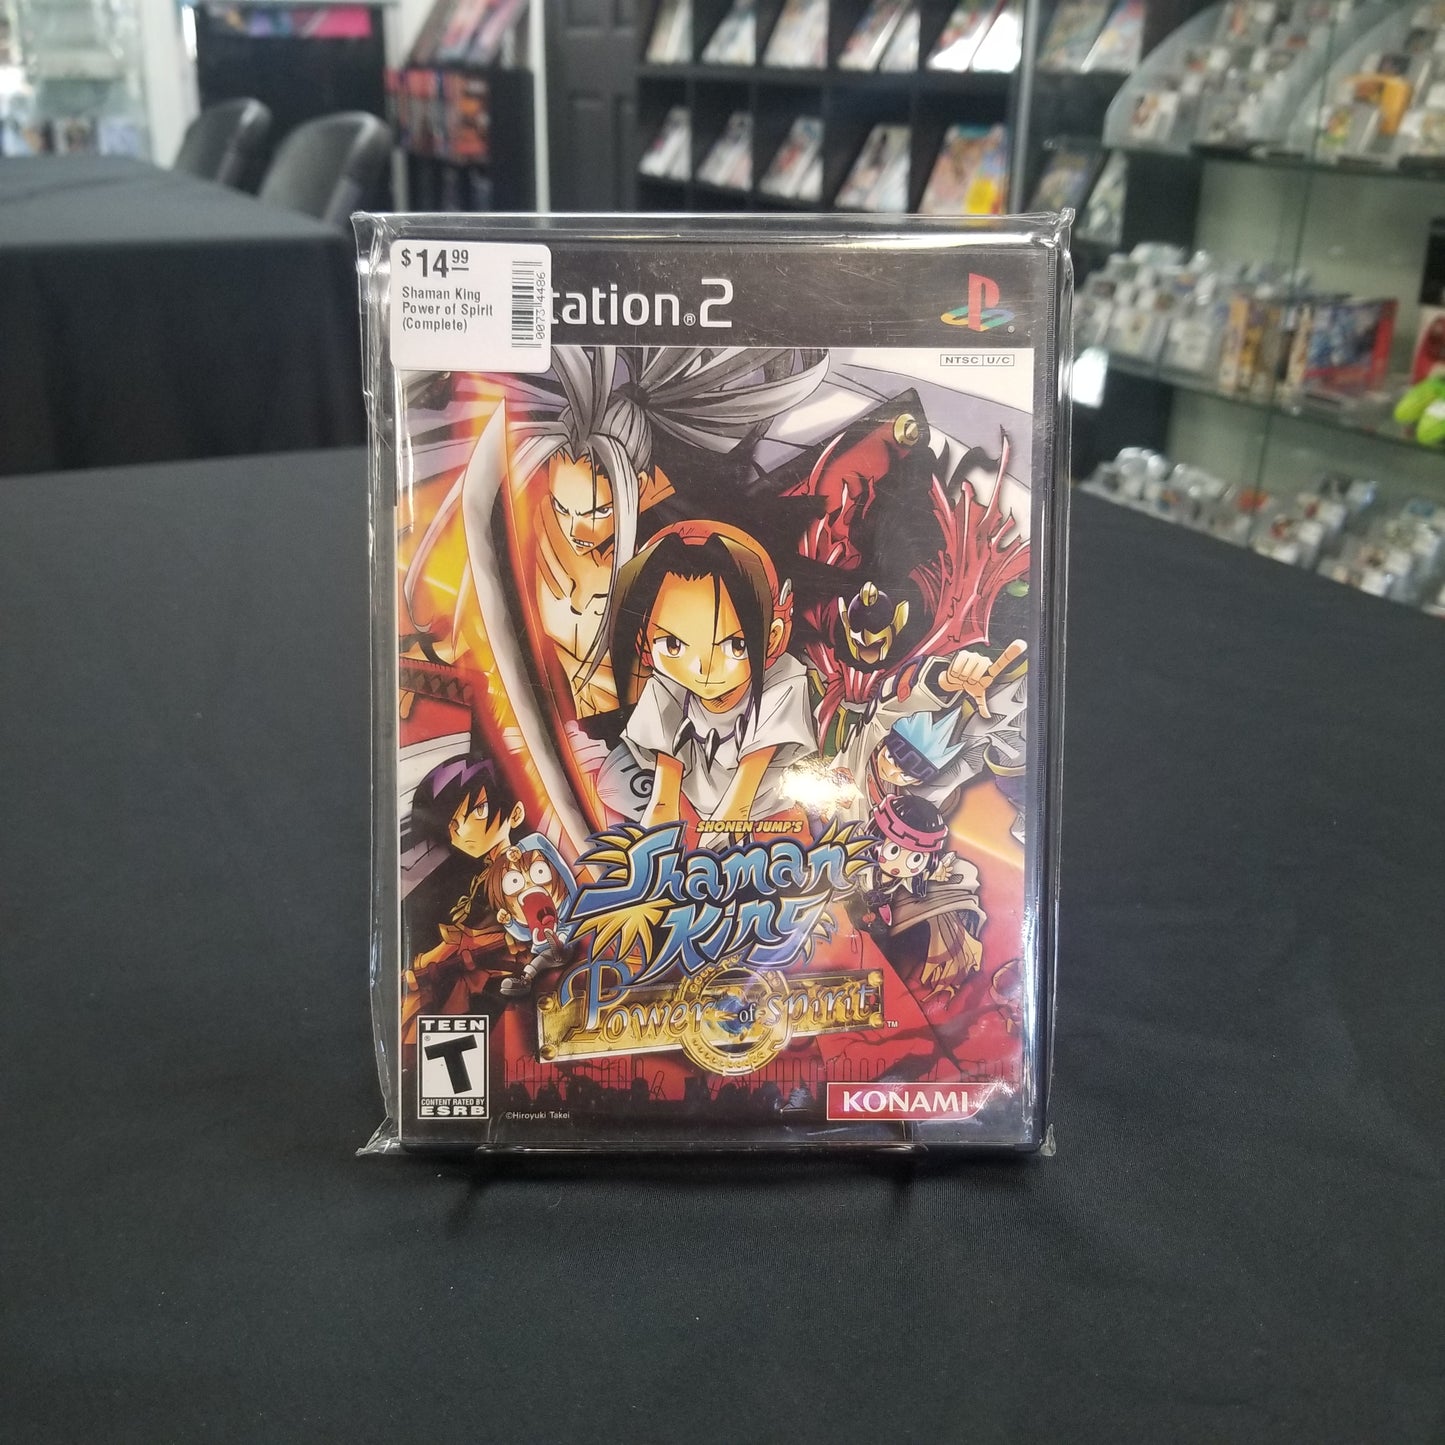 $14.99
Shaman King
Power of Spirit
(Complete)
00734486
tation®2
NTSC U/C
SHONEN JUMP'S
Shaman
King
Power of Spirit™
TEEN
T
CONTENT RATED BY
ESRB
©Hiroyuki Takei
KONAMI